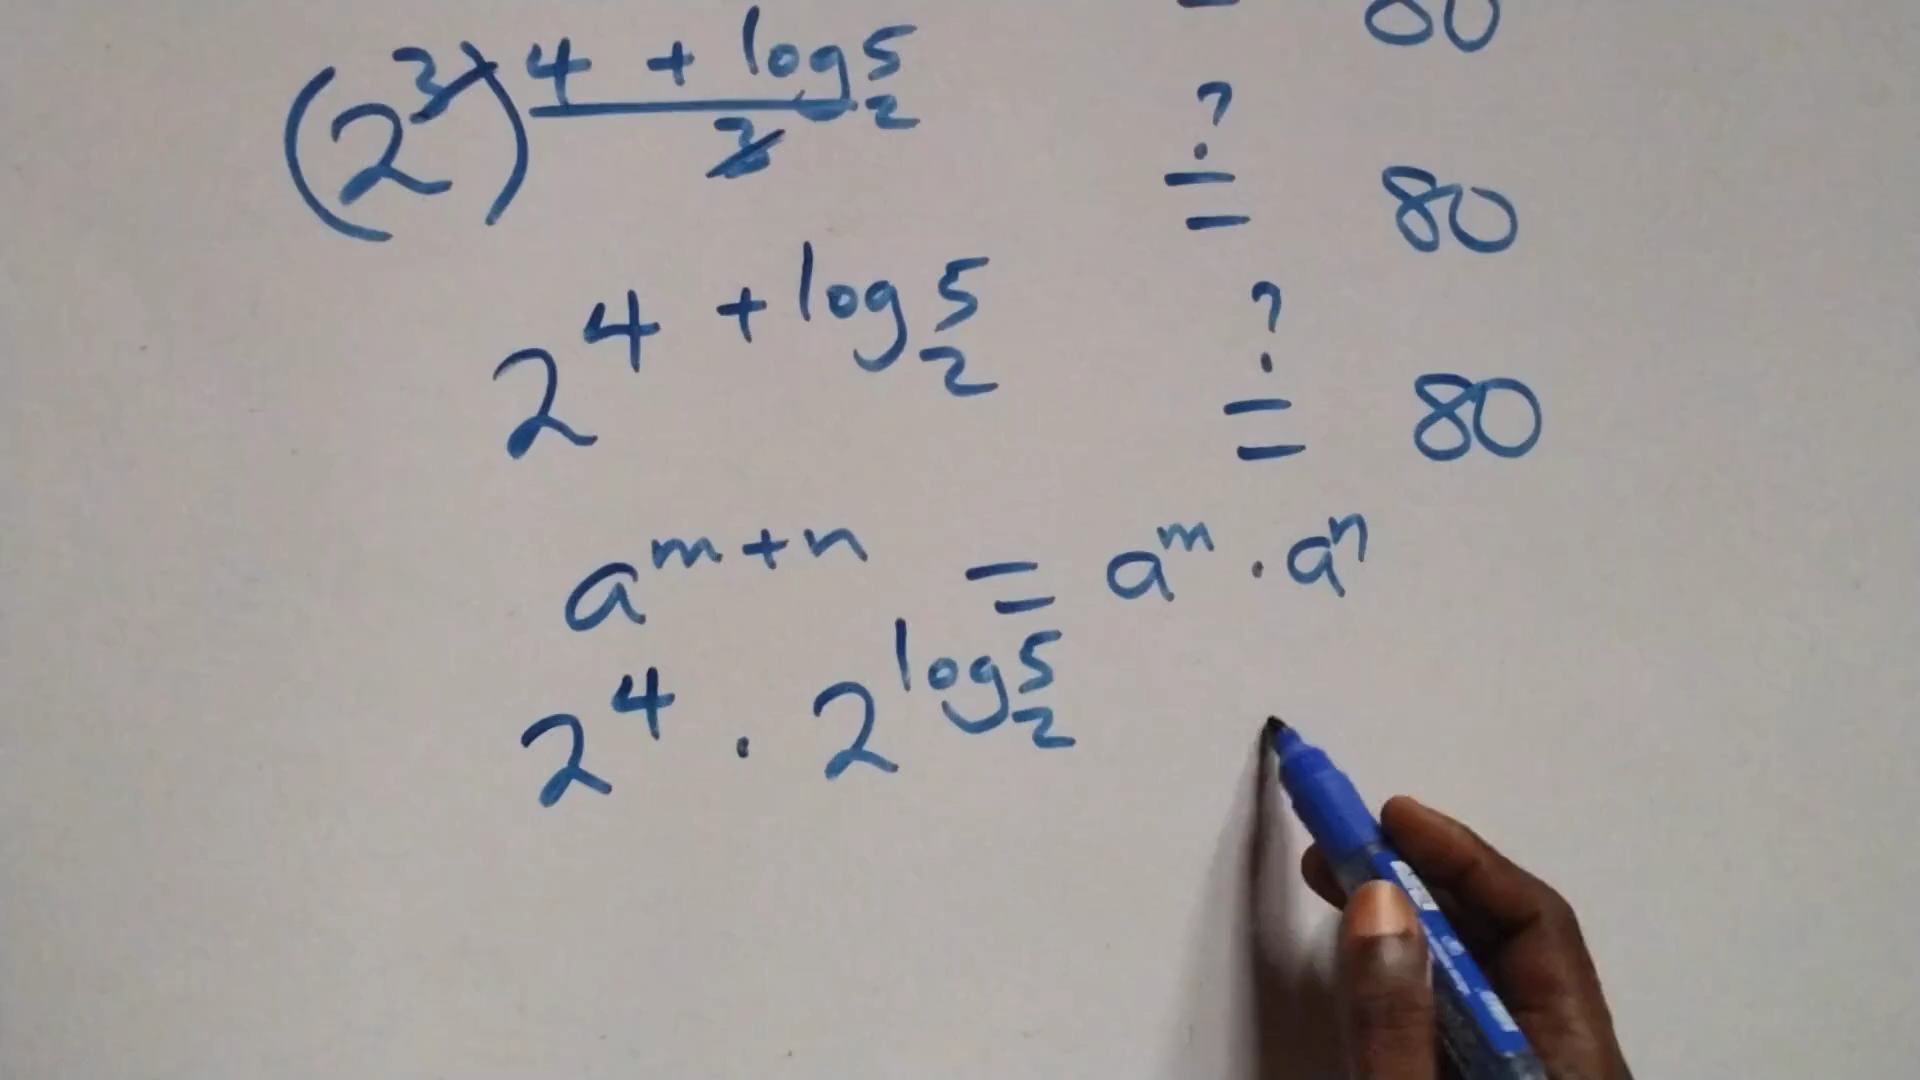 = 80
(2³)^((4 + log₂5)/3) ?= 80
2^(4 + log₂5) ?= 80
a^(m+n) = a^m · a^n
2⁴ · 2^(log₂5)